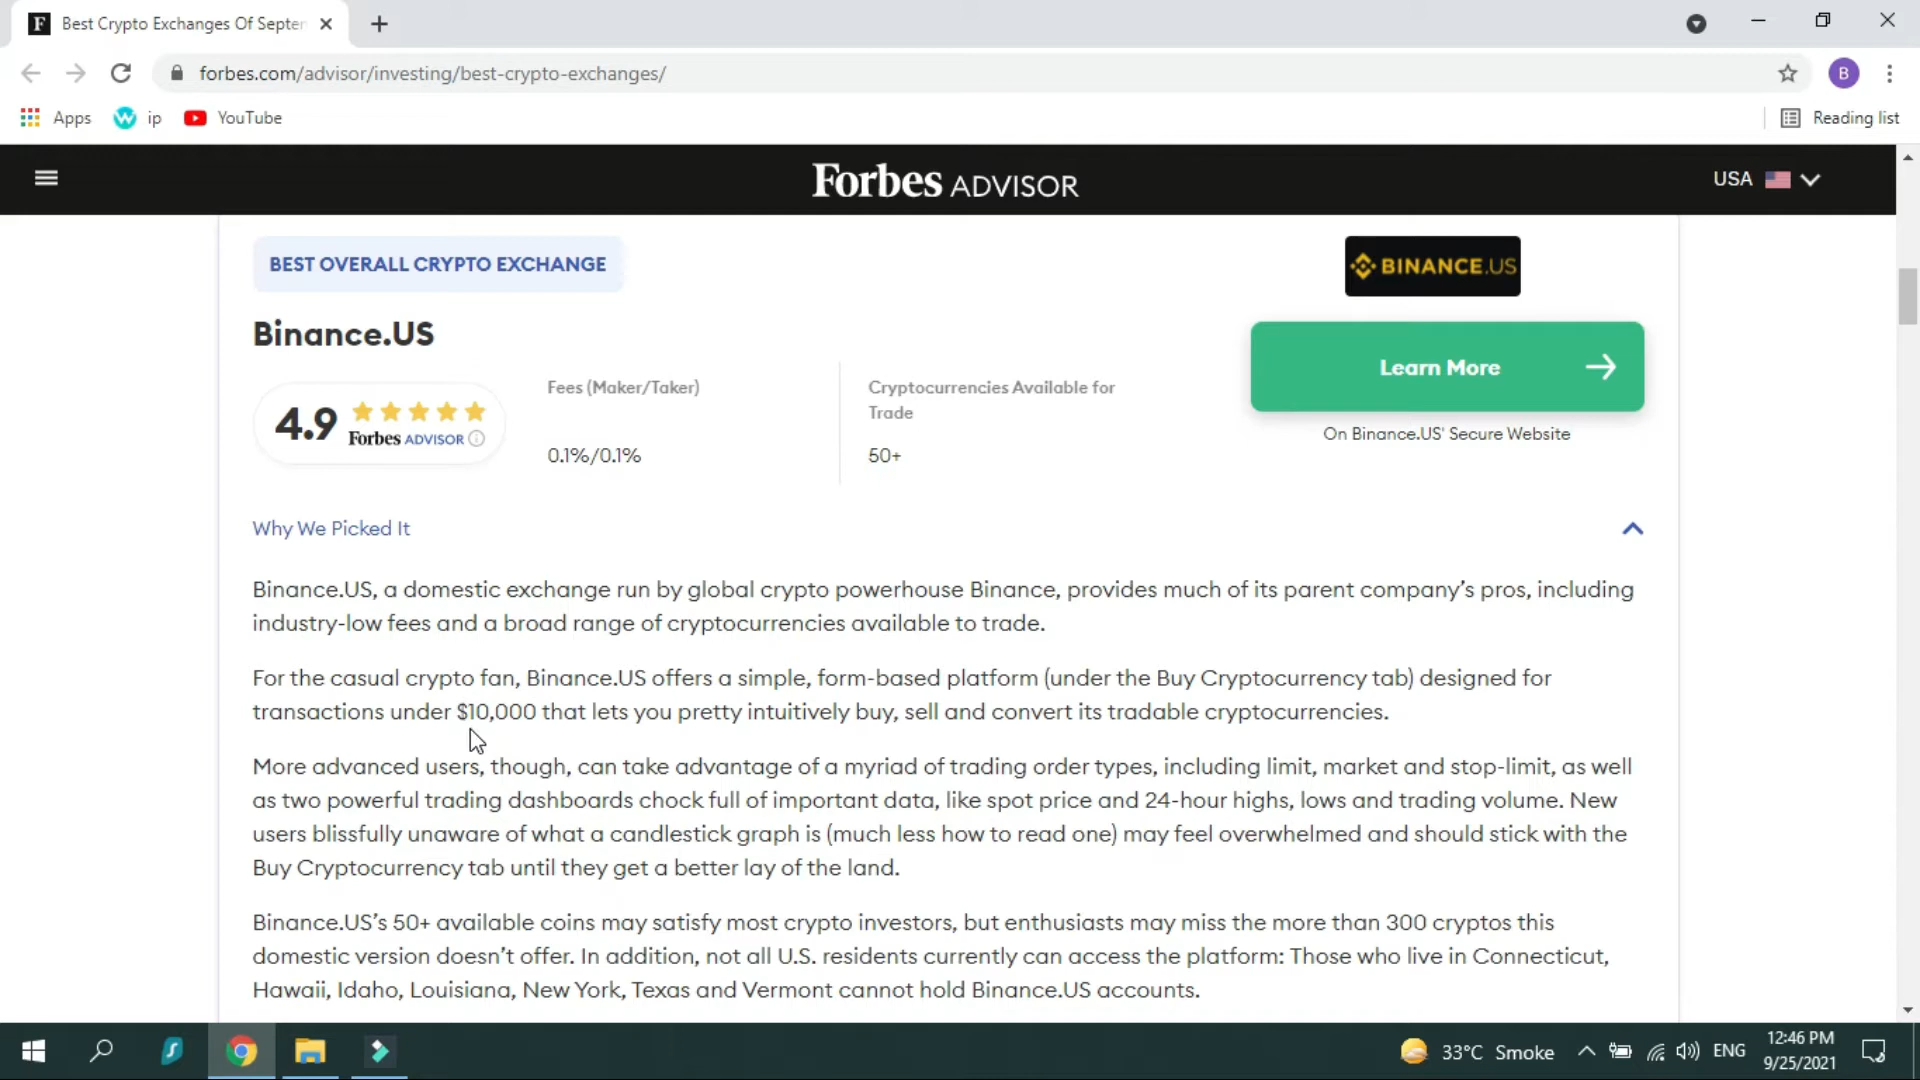 F Best Crypto Exchanges Of Septem
forbes.com/advisor/investing/best-crypto-exchanges/
B
Apps
ip
YouTube
Reading list
Forbes ADVISOR
USA
BEST OVERALL CRYPTO EXCHANGE
BINANCE.US
Binance.US
4.9
Forbes ADVISOR
Fees (Maker/Taker)
0.1%/0.1%
Cryptocurrencies Available for
Trade
50+
Learn More
On Binance.US' Secure Website
Why We Picked It
Binance.US, a domestic exchange run by global crypto powerhouse Binance, provides much of its parent company’s pros, including
industry-low fees and a broad range of cryptocurrencies available to trade.
For the casual crypto fan, Binance.US offers a simple, form-based platform (under the Buy Cryptocurrency tab) designed for
transactions under $10,000 that lets you pretty intuitively buy, sell and convert its tradable cryptocurrencies.
More advanced users, though, can take advantage of a myriad of trading order types, including limit, market and stop-limit, as well
as two powerful trading dashboards chock full of important data, like spot price and 24-hour highs, lows and trading volume. New
users blissfully unaware of what a candlestick graph is (much less how to read one) may feel overwhelmed and should stick with the
Buy Cryptocurrency tab until they get a better lay of the land.
Binance.US’s 50+ available coins may satisfy most crypto investors, but enthusiasts may miss the more than 300 cryptos this
domestic version doesn’t offer. In addition, not all U.S. residents currently can access the platform: Those who live in Connecticut,
Hawaii, Idaho, Louisiana, New York, Texas and Vermont cannot hold Binance.US accounts.
33°C Smoke
ENG
12:46 PM
9/25/2021